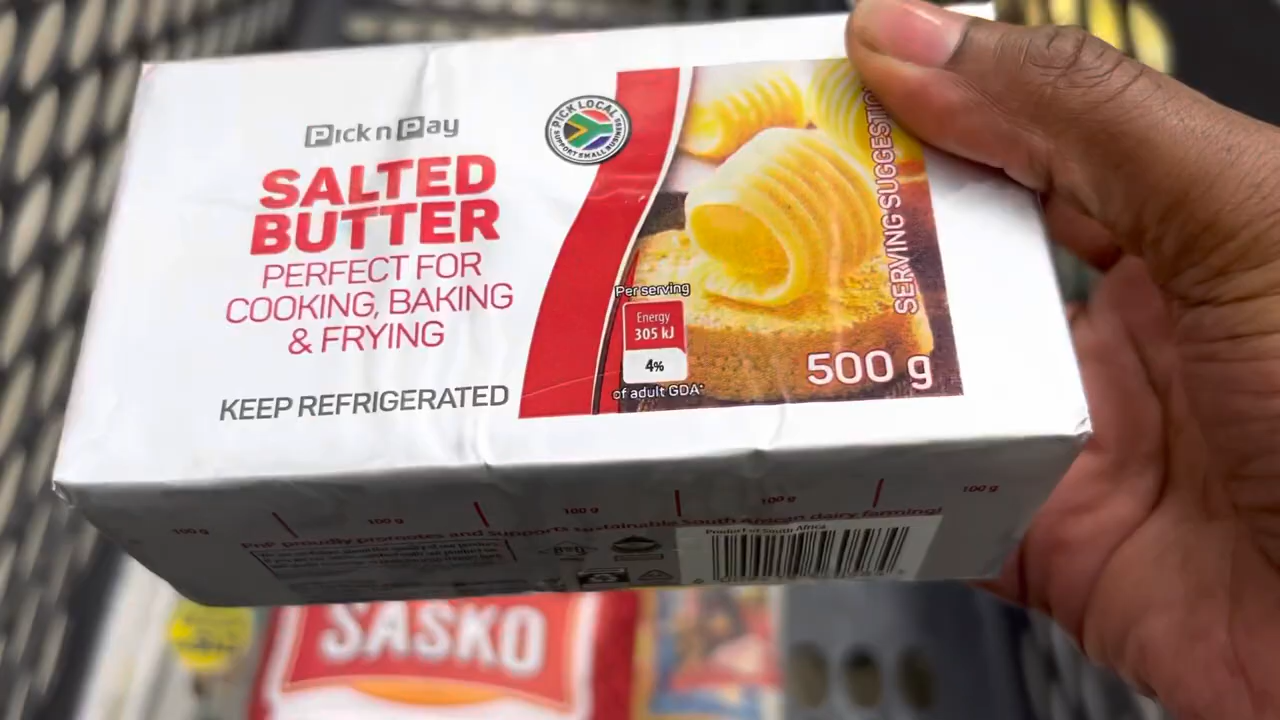 Pick n Pay
SALTED
BUTTER
PERFECT FOR
COOKING, BAKING
& FRYING
KEEP REFRIGERATED
PICK LOCAL
SUPPORT SMALL BUSINESS
SERVING SUGGESTION
Per serving
Energy
305 kJ
4%
of adult GDA*
500 g
100 g
100 g
100 g
100 g
100 g
PnP proudly promotes and supports sustainable South African dairy farming!
Product of South Africa
SASKO